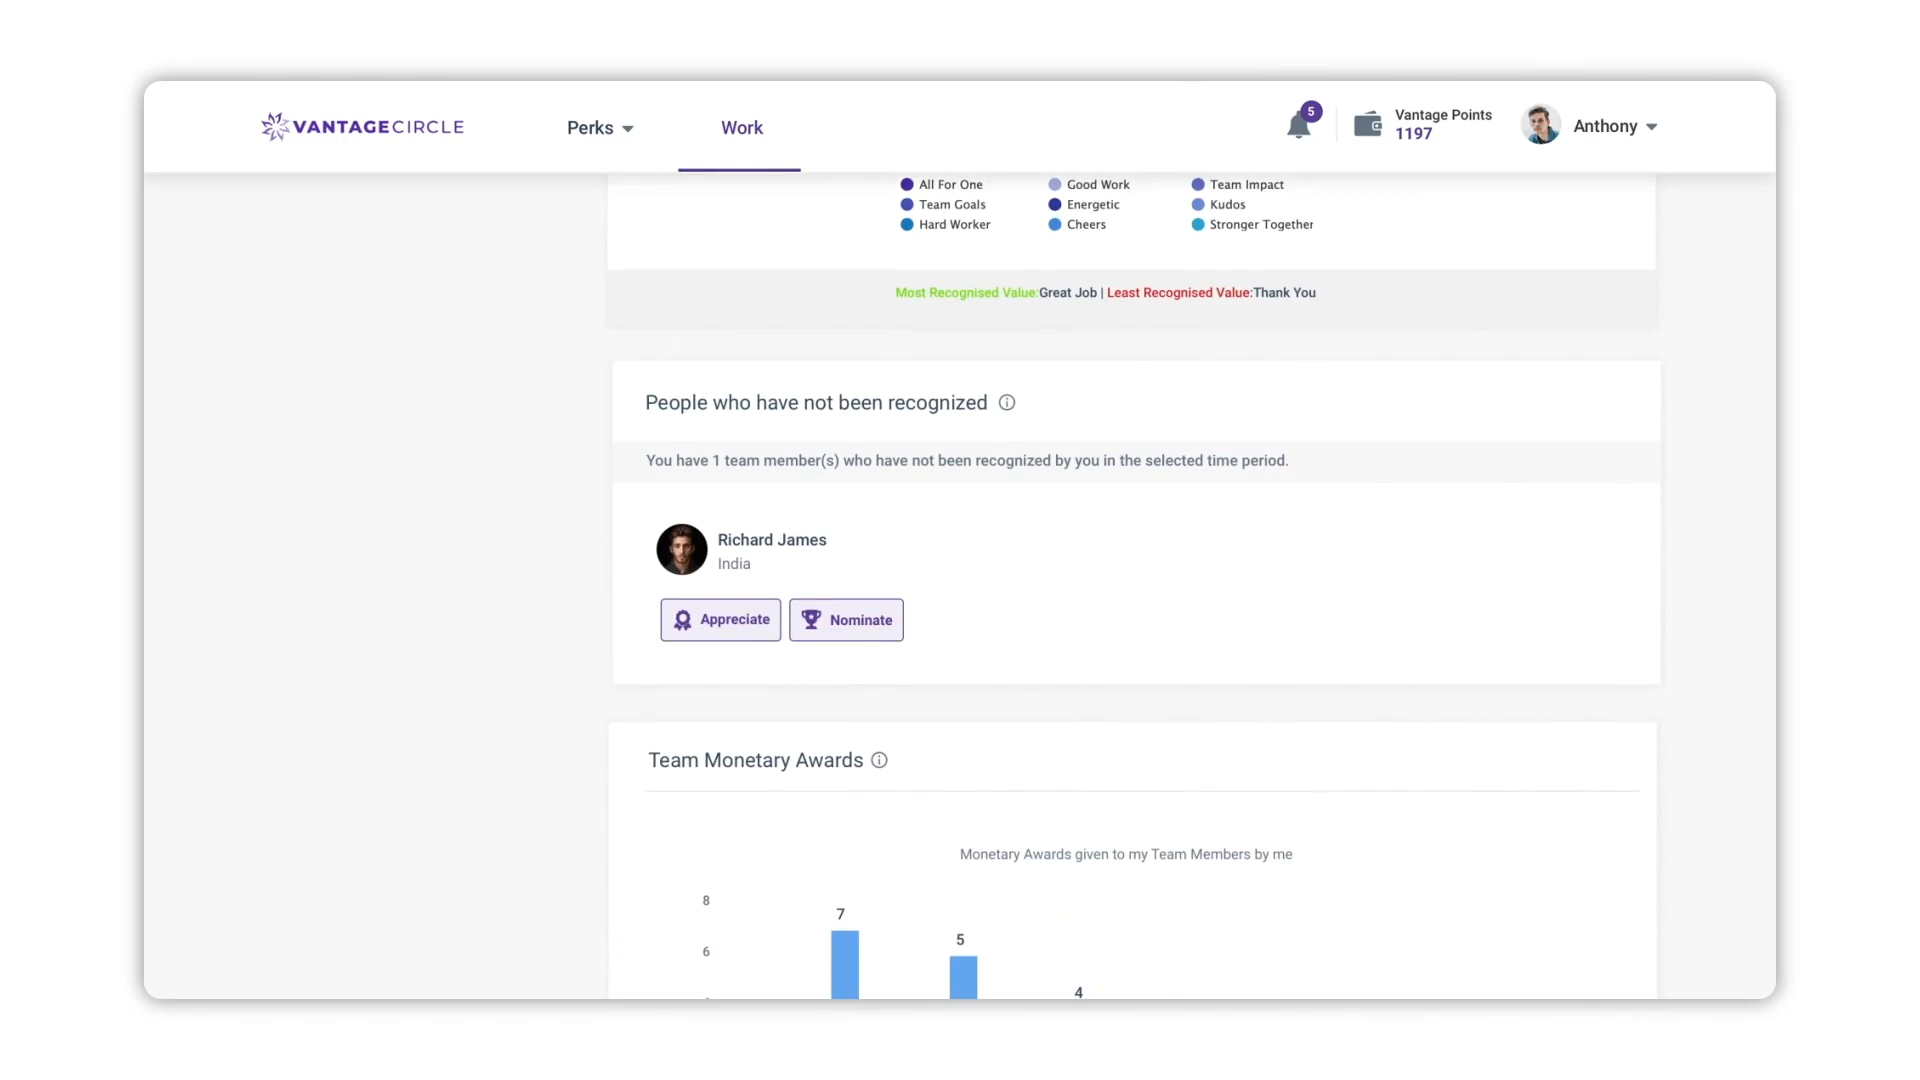 VANTAGECIRCLE
Perks
Work
5
Vantage Points
1197
Anthony
All For One
Good Work
Team Impact
Team Goals
Energetic
Kudos
Hard Worker
Cheers
Stronger Together
Most Recognised Value:Great Job | Least Recognised Value:Thank You
People who have not been recognized
You have 1 team member(s) who have not been recognized by you in the selected time period.
Richard James
India
Appreciate
Nominate
Team Monetary Awards
Monetary Awards given to my Team Members by me
8
7
5
6
4